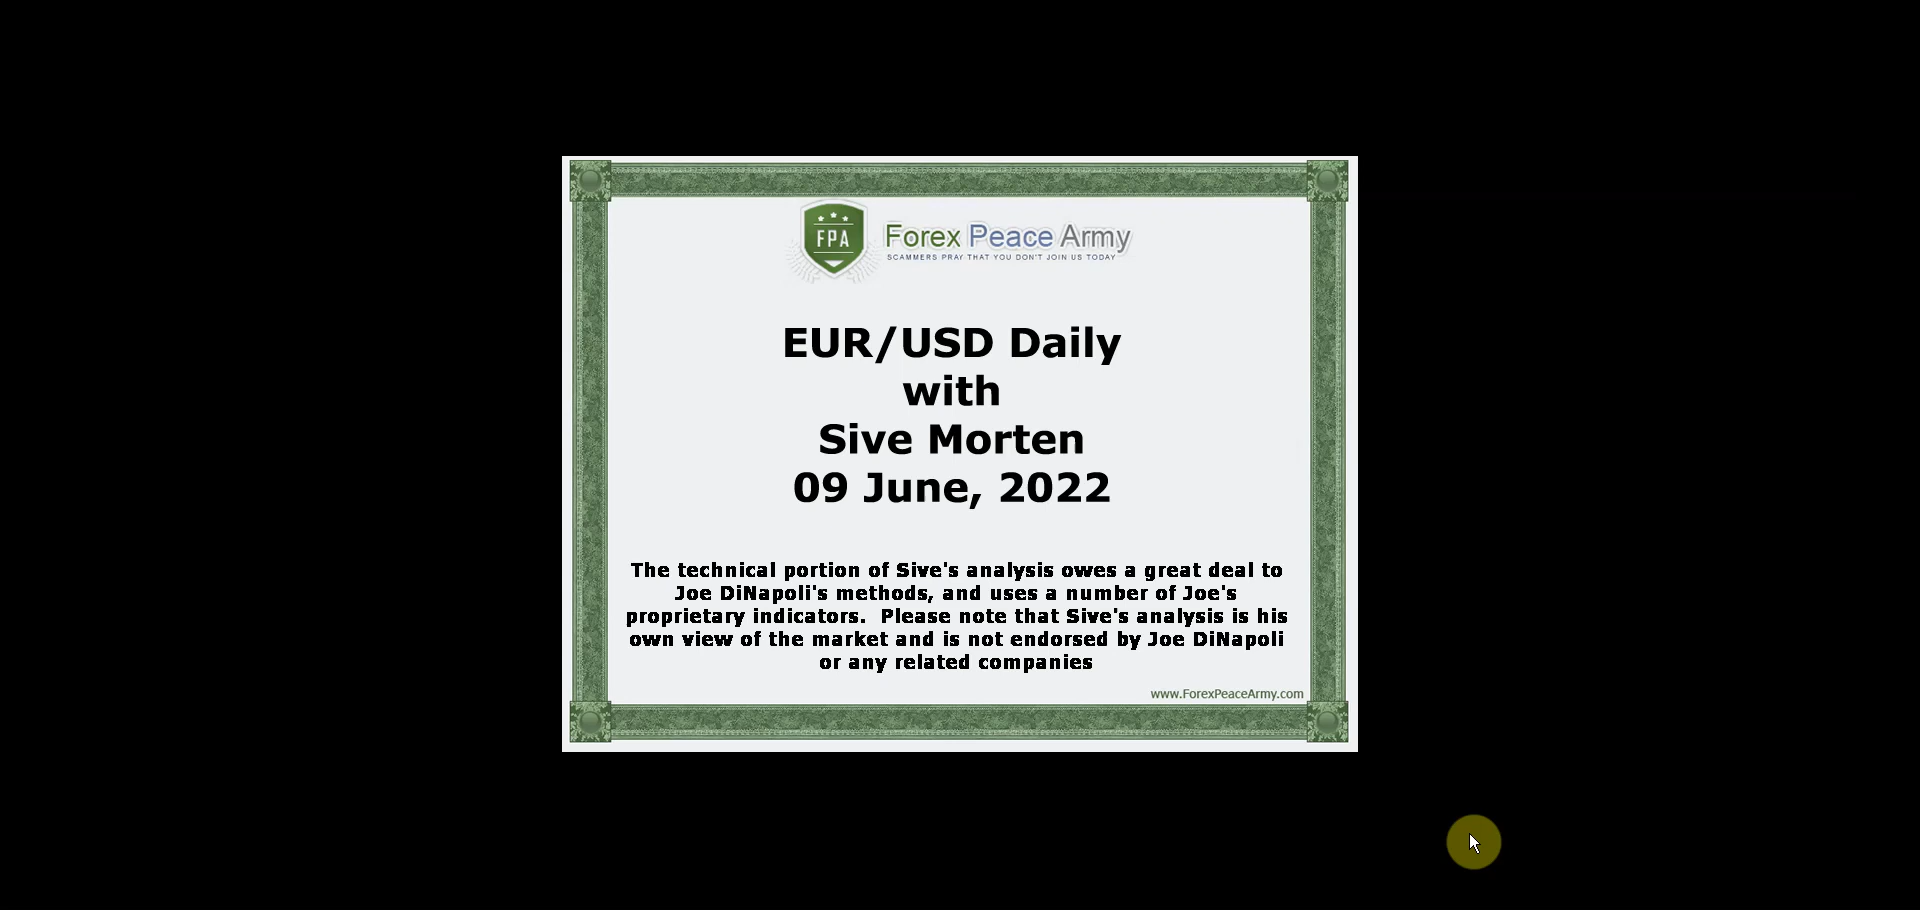 FPA
Forex Peace Army
SCAMMERS PRAY THAT YOU DON'T JOIN US TODAY
EUR/USD Daily
with
Sive Morten
09 June, 2022
The technical portion of Sive's analysis owes a great deal to
Joe DiNapoli's methods, and uses a number of Joe's
proprietary indicators.  Please note that Sive's analysis is his
own view of the market and is not endorsed by Joe DiNapoli
or any related companies
www.ForexPeaceArmy.com